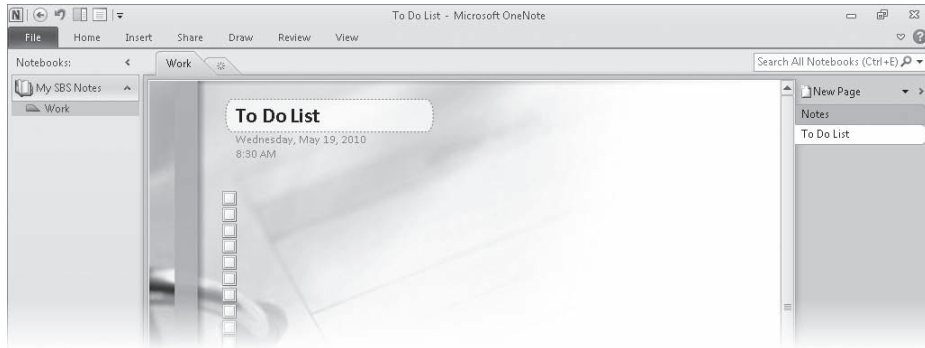 To Do List - Microsoft OneNote
File Home Insert Share Draw Review View
Notebooks:
Work
Search All Notebooks (Ctrl+E)
My SBS Notes
Work
New Page
Notes
To Do List
To Do List
Wednesday, May 19, 2010
8:30 AM